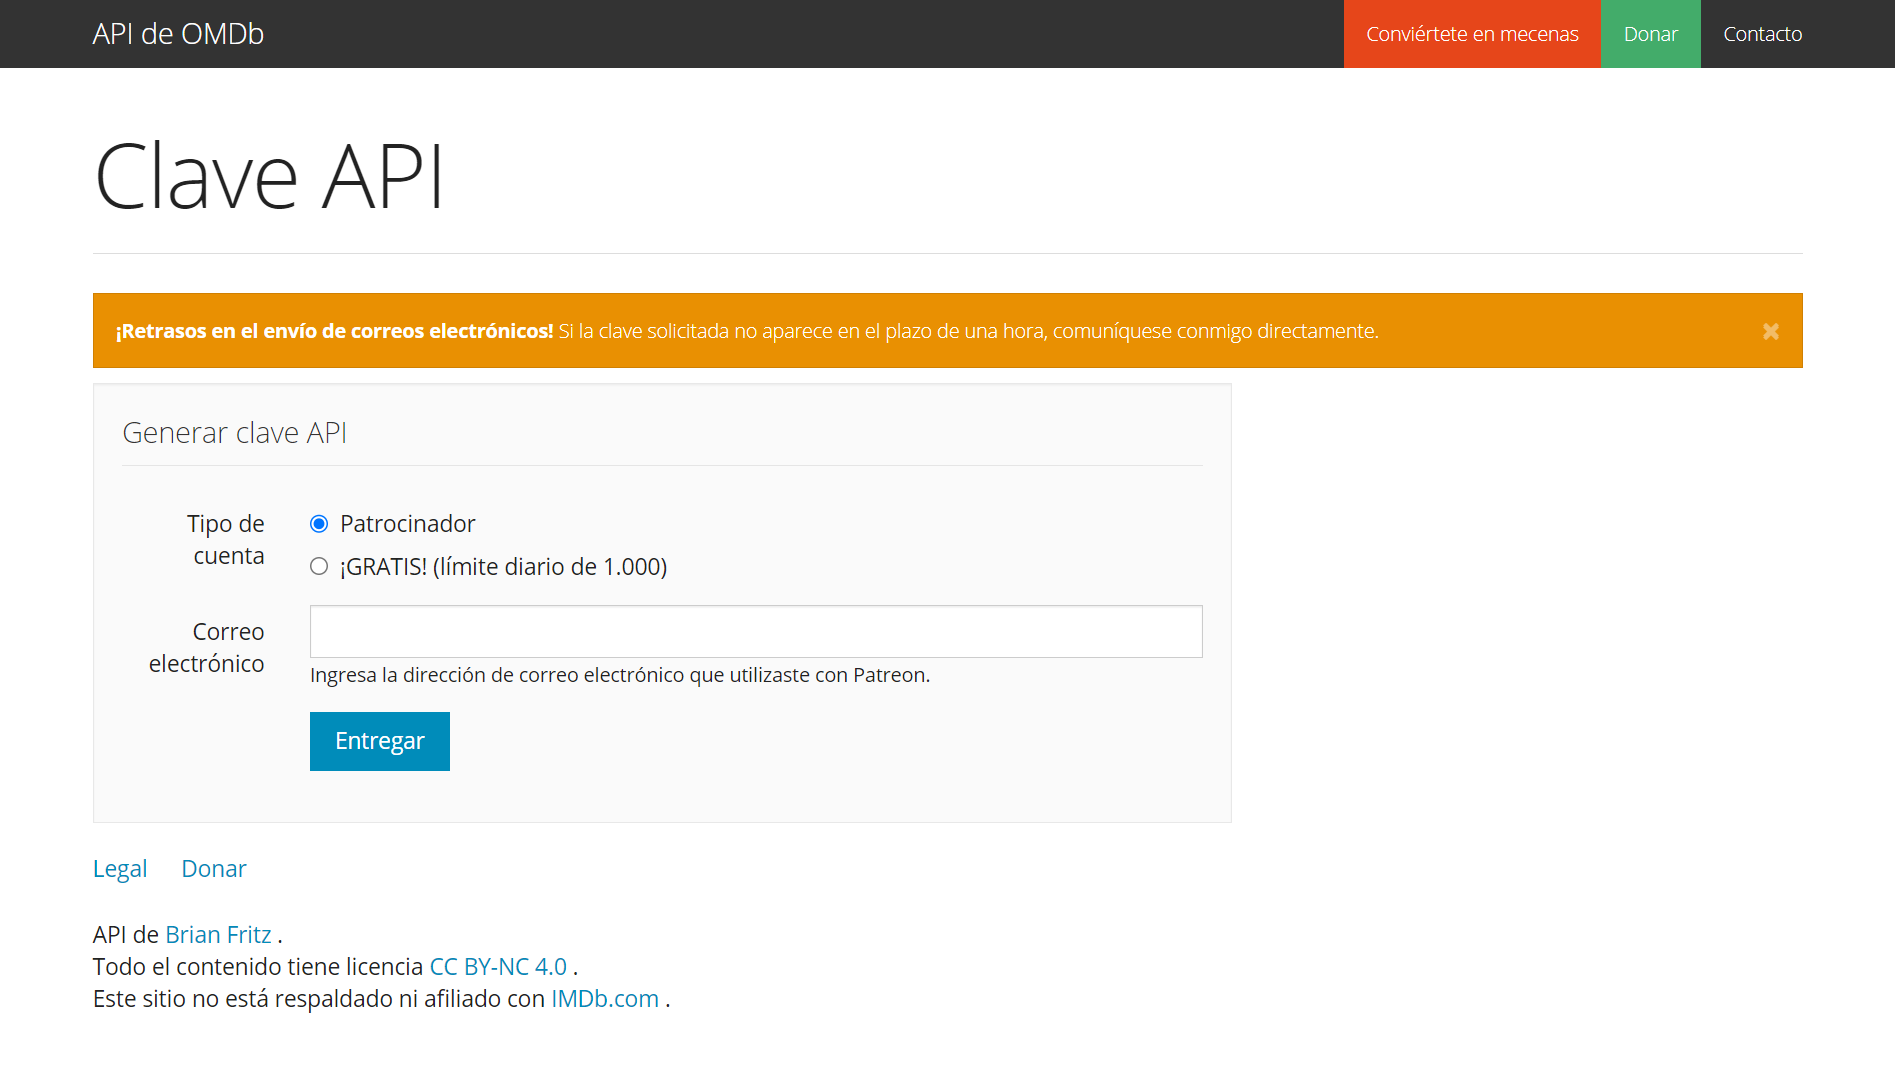 API de OMDb
Conviértete en mecenas
Donar
Contacto
Clave API
¡Retrasos en el envío de correos electrónicos! Si la clave solicitada no aparece en el plazo de una hora, comuníquese conmigo directamente.
Generar clave API
Tipo de
cuenta
Patrocinador
¡GRATIS! (límite diario de 1.000)
Correo
electrónico
Ingresa la dirección de correo electrónico que utilizaste con Patreon.
Entregar
Legal Donar
API de Brian Fritz .
Todo el contenido tiene licencia CC BY-NC 4.0 .
Este sitio no está respaldado ni afiliado con IMDb.com .